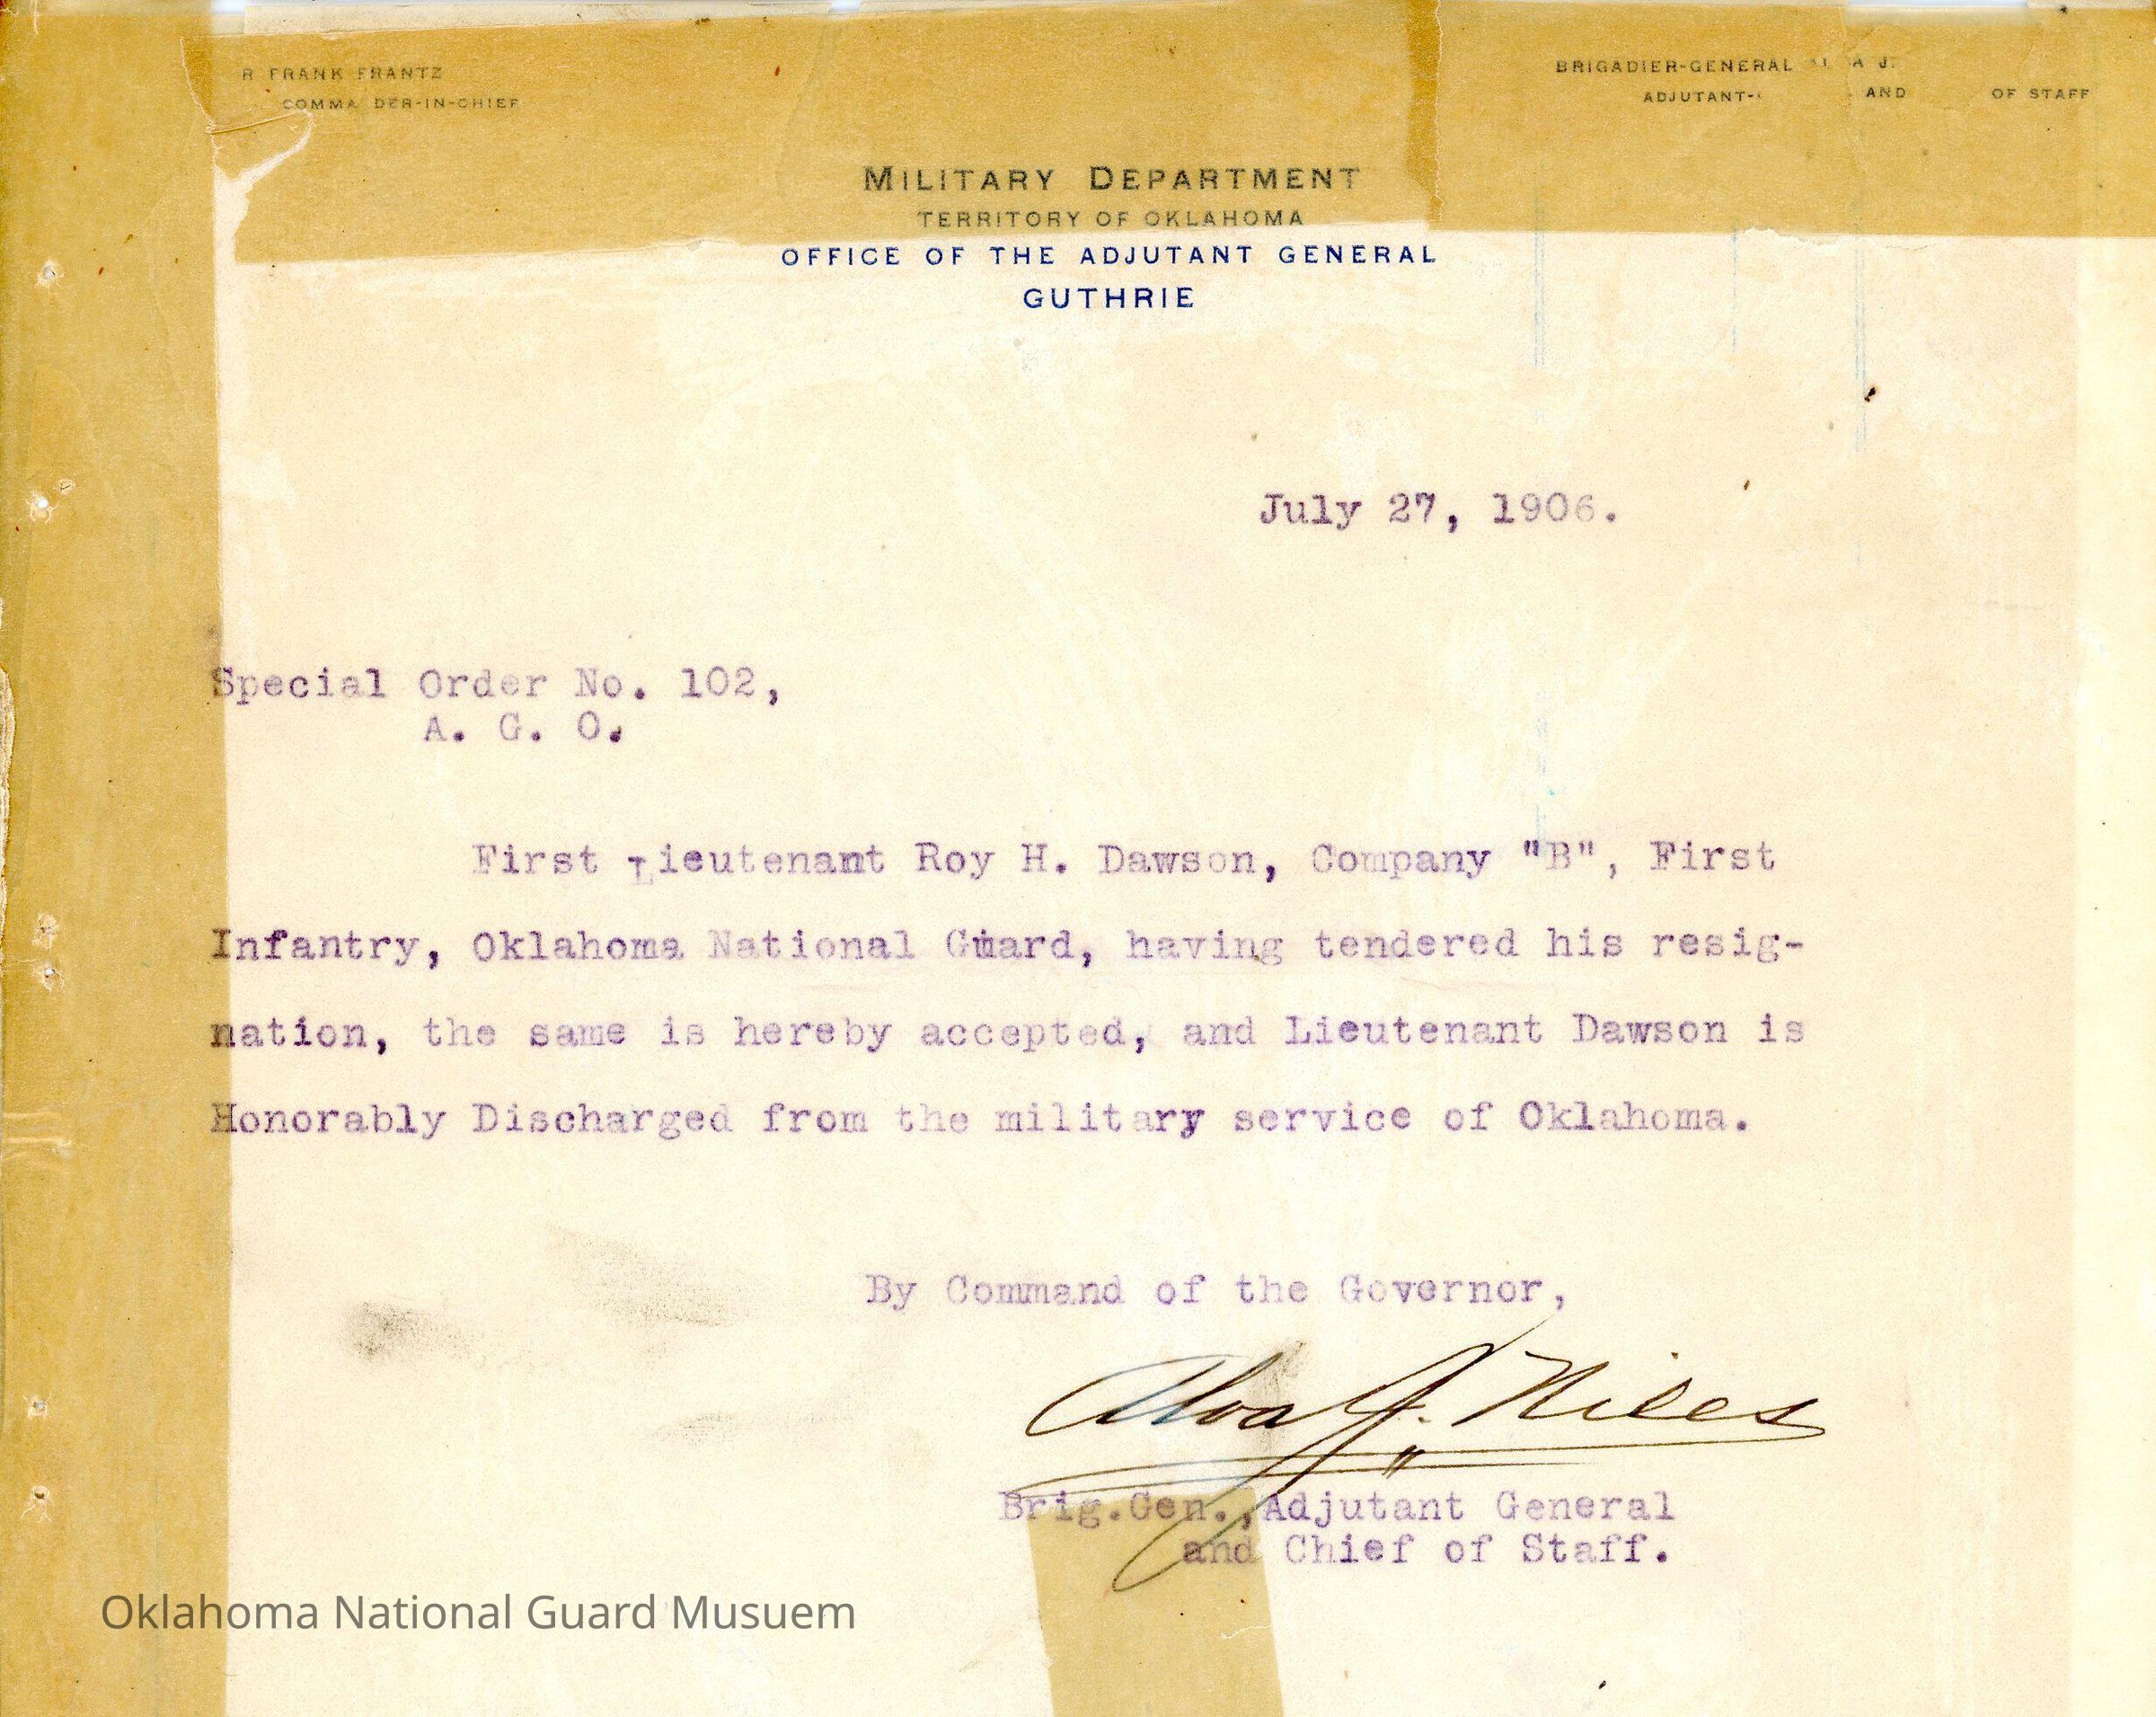 R FRANK FRANTZ
COMMA DER-IN-CHIEF
BRIGADIER-GENERAL AL A J.
ADJUTANT- AND OF STAFF
MILITARY DEPARTMENT
TERRITORY OF OKLAHOMA
OFFICE OF THE ADJUTANT GENERAL
GUTHRIE
July 27, 1906.
Special Order No. 102,
A. G. O.
First Lieutenant Roy H. Dawson, Company "B", First
Infantry, Oklahoma National Guard, having tendered his resig-
nation, the same is hereby accepted, and Lieutenant Dawson is
Honorably Discharged from the military service of Oklahoma.
By Command of the Governor,
Alva J. Niles
Brig.Gen.,Adjutant General
and Chief of Staff.
Oklahoma National Guard Musuem